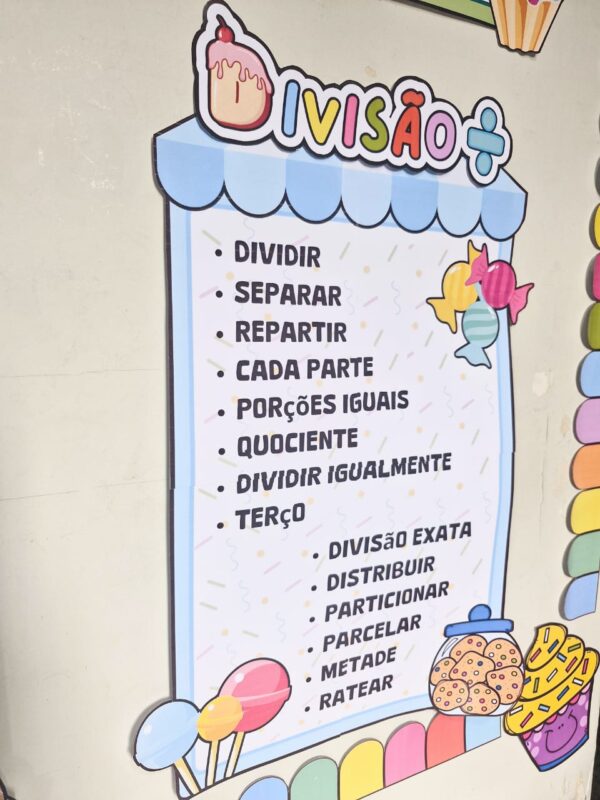 DIVISÃO÷
• DIVIDIR
• SEPARAR
• REPARTIR
• CADA PARTE
• PORÇÕES IGUAIS
• QUOCIENTE
• DIVIDIR IGUALMENTE
• TERÇO
• DIVISÃO EXATA
• DISTRIBUIR
• PARTICIONAR
• PARCELAR
• METADE
• RATEAR